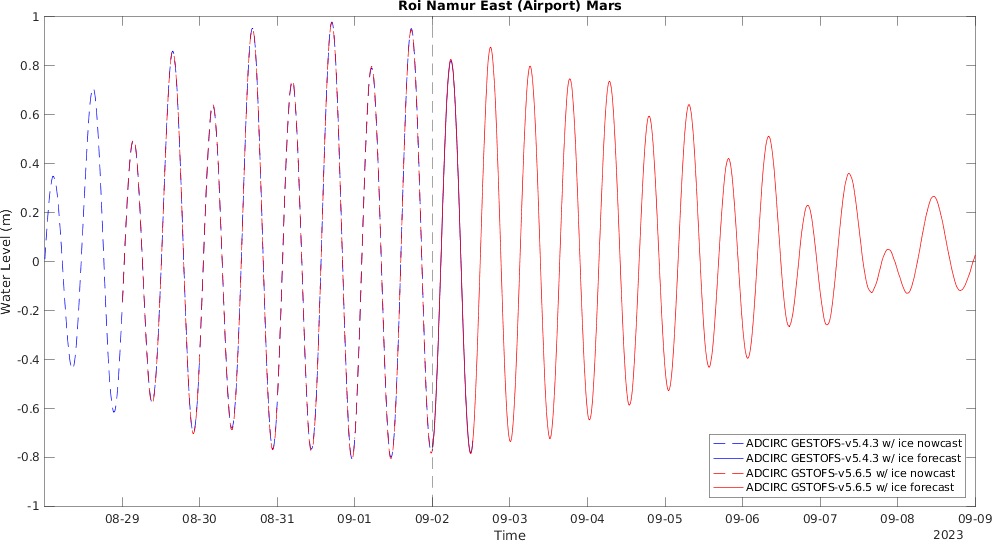 Roi Namur East (Airport) Mars
1
0.8
0.6
0.4
0.2
0
-0.2
-0.4
-0.6
-0.8
-1
Water Level (m)
ADCIRC GESTOFS-v5.4.3 w/ ice nowcast
ADCIRC GESTOFS-v5.4.3 w/ ice forecast
ADCIRC GSTOFS-v5.6.5 w/ ice nowcast
ADCIRC GSTOFS-v5.6.5 w/ ice forecast
08-29 08-30 08-31 09-01 09-02 09-03 09-04 09-05 09-06 09-07 09-08 09-09
Time
2023